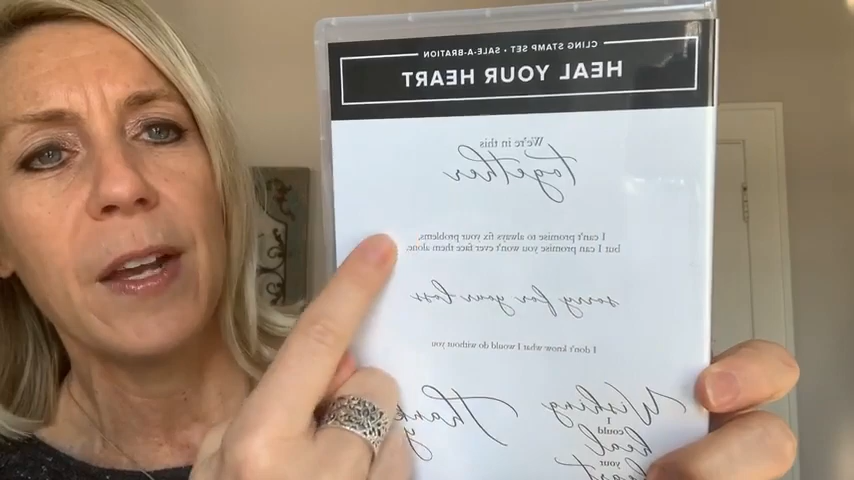 CLING STAMP SET • SALE-A-BRATION
HEAL YOUR HEART
We're in this
together
I can't promise to always fix your problems,
but I can promise you won't ever face them alone.
sorry for your loss
I don't know what I would do without you
Wishing
I
could
heal
your
heart
Thank
y